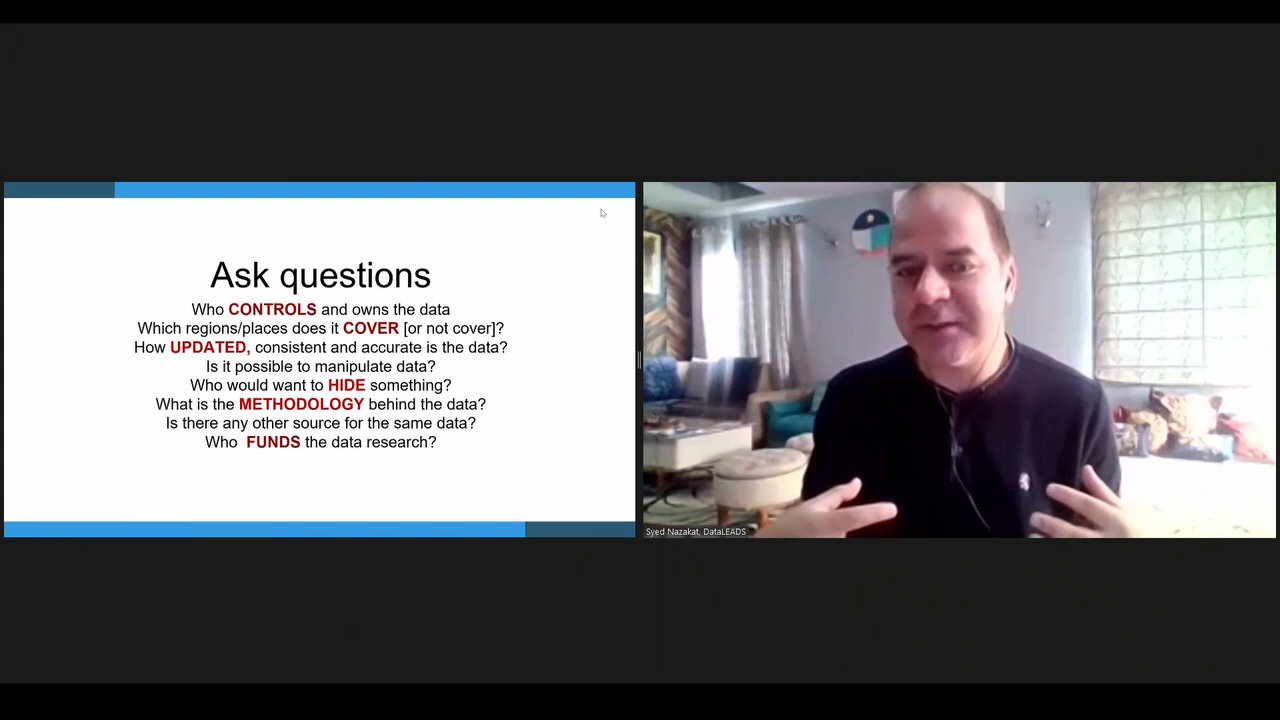 Ask questions
Who CONTROLS and owns the data
Which regions/places does it COVER [or not cover]?
How UPDATED, consistent and accurate is the data?
Is it possible to manipulate data?
Who would want to HIDE something?
What is the METHODOLOGY behind the data?
Is there any other source for the same data?
Who  FUNDS the data research?
Syed Nazakat, DataLEADS